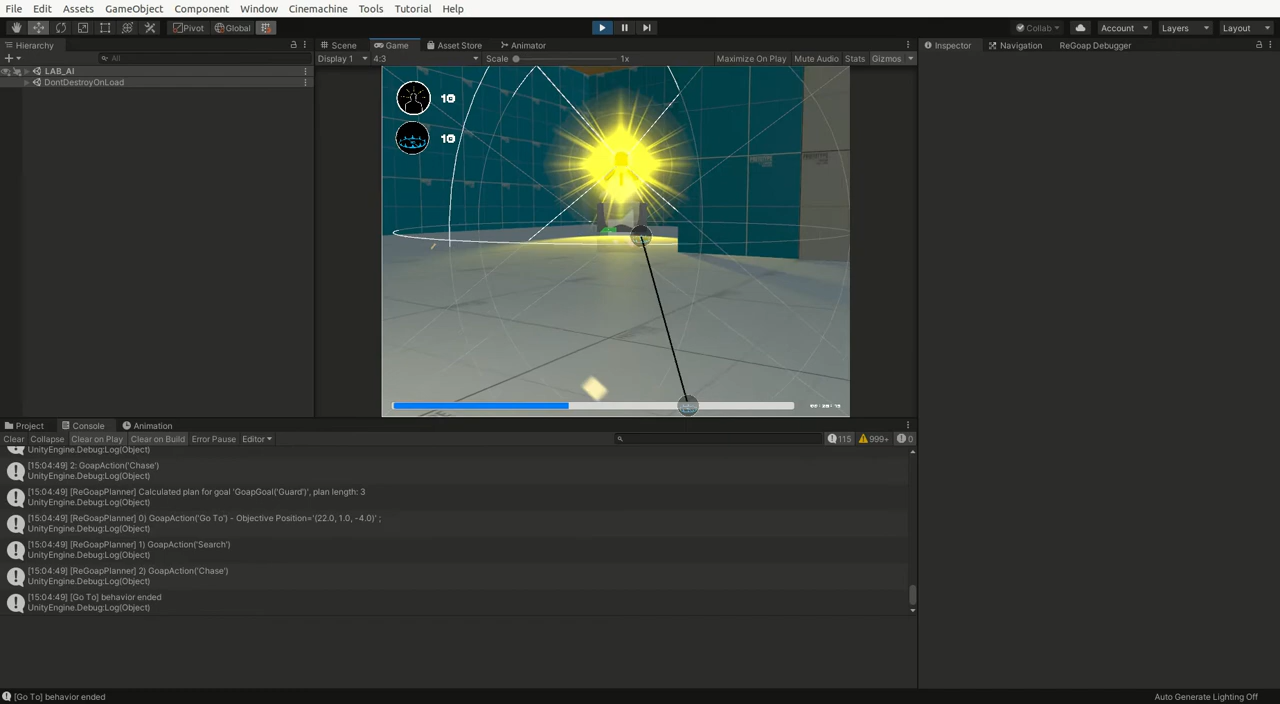 File Edit Assets GameObject Component Cinemachine Tools Window Tutorial Help
Pivot Global Collab Account Layers Layout
Hierarchy
Scene Game Asset Store Animator
Inspector Navigation ReGoap Debugger
All
Display 1 4:3 Scale 1x Maximize On Play Mute Audio Stats Gizmos
LAB_AI
DontDestroyOnLoad
10
10
Project Console Animation
Clear Collapse Clear on Play Clear on Build Error Pause Editor 115 999+ 0
UnityEngine.Debug:Log(Object)
[15:04:49] 2: GoapAction('Chase')
UnityEngine.Debug:Log(Object)
[15:04:49] [ReGoapPlanner] Calculated plan for goal 'GoapGoal('Guard')', plan length: 3
UnityEngine.Debug:Log(Object)
[15:04:49] [ReGoapPlanner] 0) GoapAction('Go To') - Objective Position='(22.0, 1.0, -4.0)' ;
UnityEngine.Debug:Log(Object)
[15:04:49] [ReGoapPlanner] 1) GoapAction('Search')
UnityEngine.Debug:Log(Object)
[15:04:49] [ReGoapPlanner] 2) GoapAction('Chase')
UnityEngine.Debug:Log(Object)
[15:04:49] [Go To] behavior ended
UnityEngine.Debug:Log(Object)
[Go To] behavior ended
Auto Generate Lighting Off